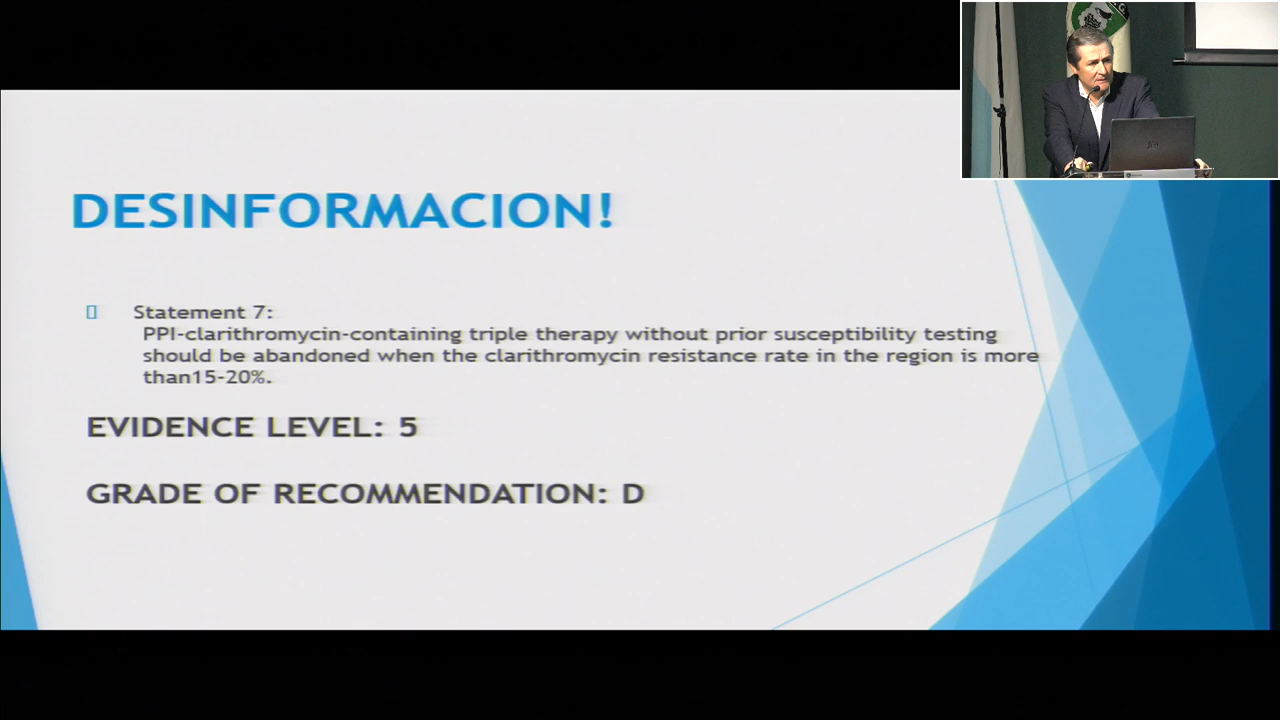 DESINFORMACION!
Statement 7:
PPI-clarithromycin-containing triple therapy without prior susceptibility testing
should be abandoned when the clarithromycin resistance rate in the region is more
than15-20%.
EVIDENCE LEVEL: 5
GRADE OF RECOMMENDATION: D